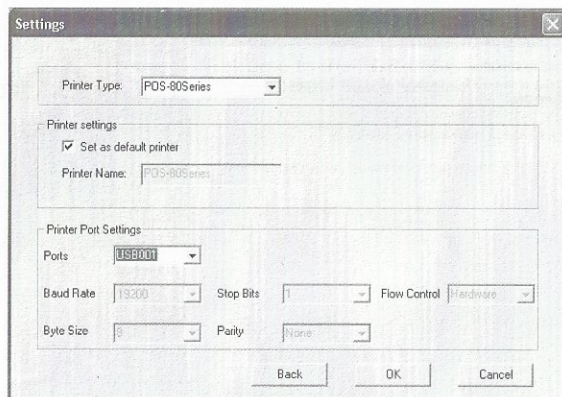 Settings
Printer Type: POS-80Series
Printer settings
Set as default printer
Printer Name: POS-80Series
Printer Port Settings
Ports USB001
Baud Rate 19200 Stop Bits 1 Flow Control Hardware
Byte Size 8 Parity None
Back OK Cancel